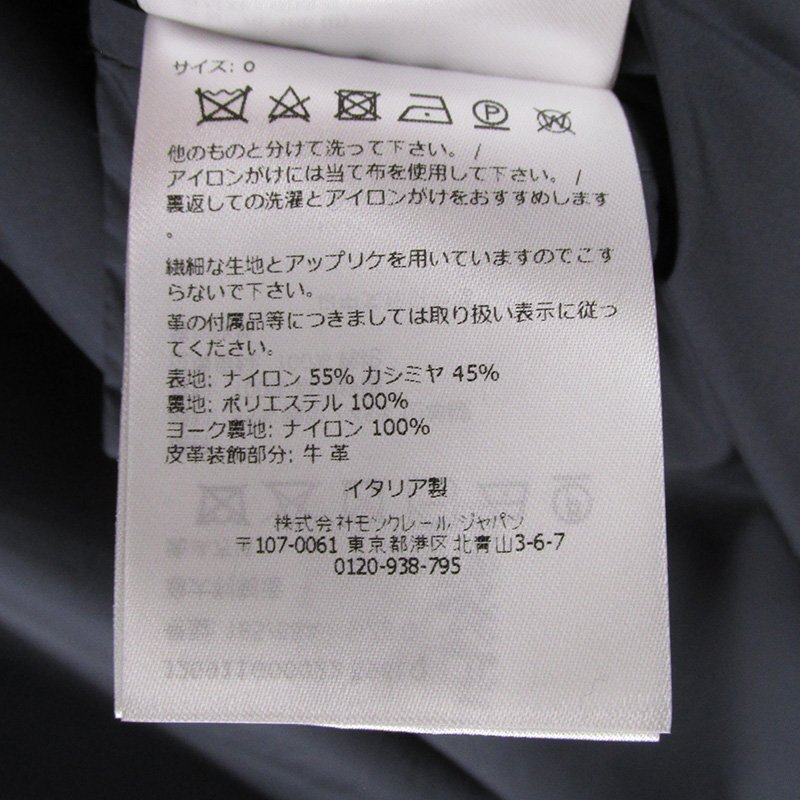 サイズ: 0
他のものと分けて洗って下さい。 /
アイロンがけには当て布を使用して下さい。 /
裏返しての洗濯とアイロンがけをおすすめします
。
繊細な生地とアップリケを用いていますのでこす
らないで下さい。
革の付属品等につきましては取り扱い表示に従っ
てください。
表地: ナイロン 55% カシミヤ 45%
裏地: ポリエステル 100%
ヨーク裏地: ナイロン 100%
皮革装飾部分: 牛 革
イタリア製
株式会社モンクレール ジャパン
〒107-0061 東京都港区北青山3-6-7
0120-938-795